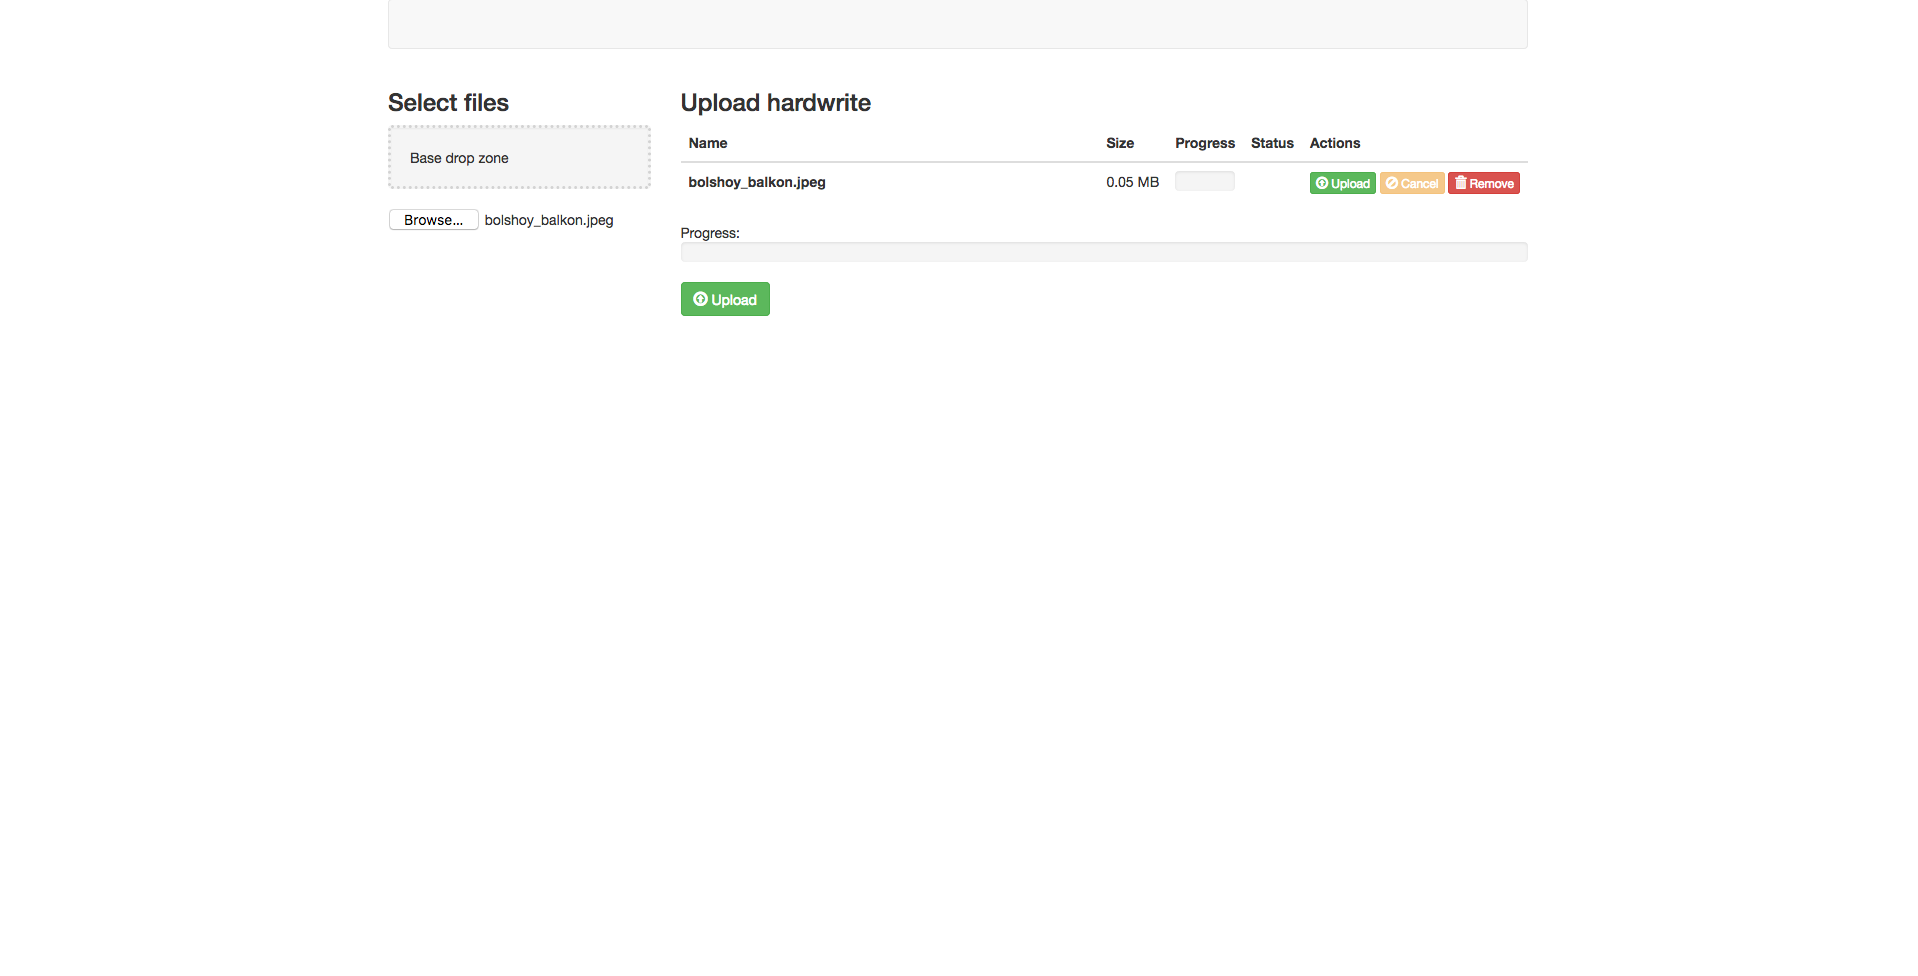 Select files
Base drop zone
Browse... bolshoy_balkon.jpeg
Upload hardwrite
Name Size Progress Status Actions
bolshoy_balkon.jpeg 0.05 MB Upload Cancel Remove
Progress:
Upload